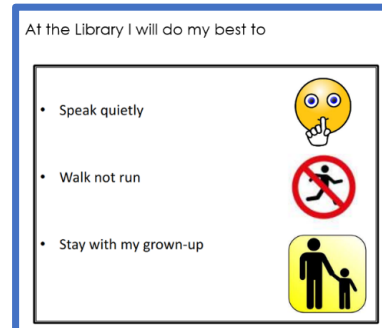 At the Library I will do my best to
• Speak quietly
• Walk not run
• Stay with my grown-up